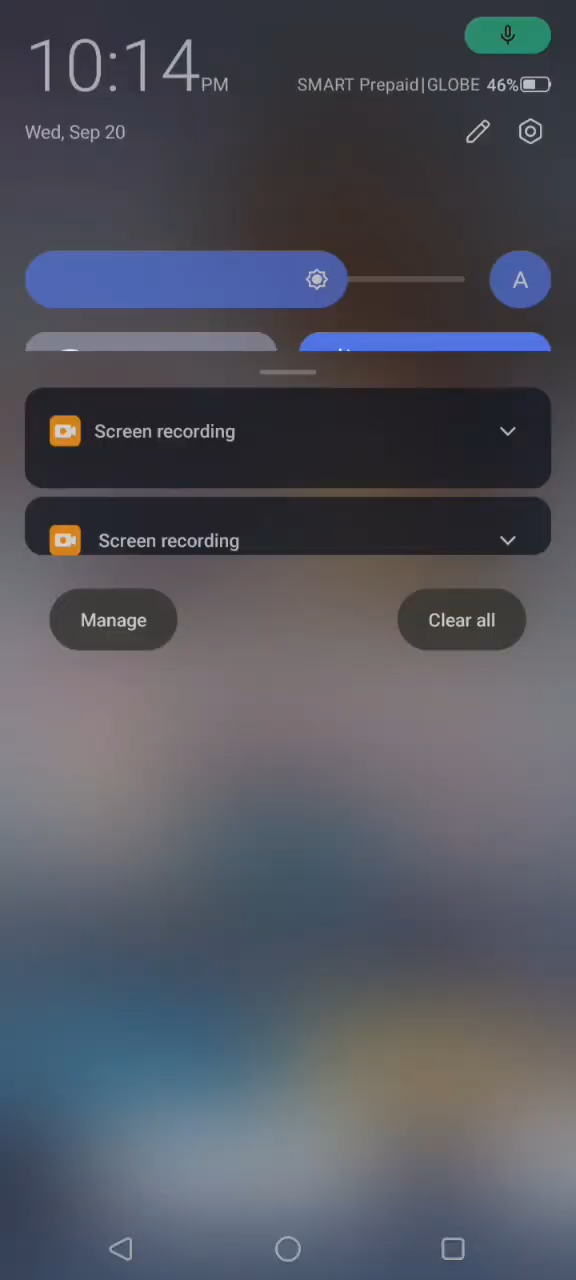 10:14 PM
SMART Prepaid|GLOBE 46%
Wed, Sep 20
A
Screen recording
Screen recording
Manage
Clear all